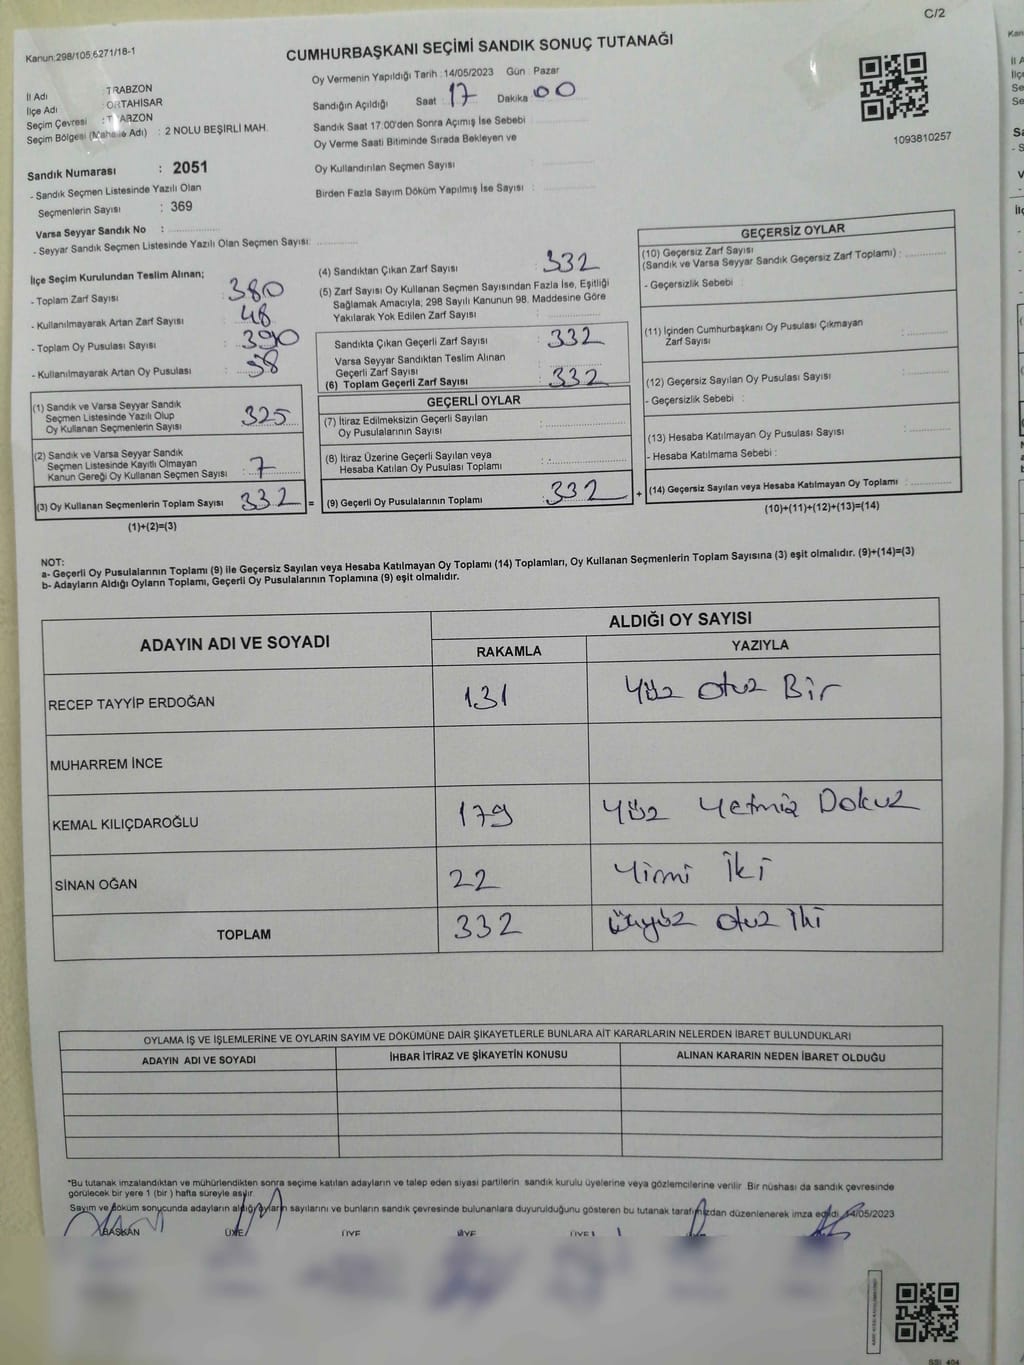 C/2
Kanun:298/105,6271/18-1
CUMHURBAŞKANI SEÇİMİ SANDIK SONUÇ TUTANAĞI
Oy Vermenin Yapıldığı Tarih : 14/05/2023 Gün : Pazar
İl Adı : TRABZON
İlçe Adı : ORTAHİSAR
Seçim Çevresi : TRABZON
Seçim Bölgesi (Mahalle Adı) : 2 NOLU BEŞİRLİ MAH.
Sandığın Açıldığı Saat 17 Dakika 00
Sandık Saat 17:00'den Sonra Açımış İse Sebebi :
Oy Verme Saati Bitiminde Sırada Bekleyen ve
Oy Kullandırılan Seçmen Sayısı :
Birden Fazla Sayım Döküm Yapılmış İse Sayısı :
1093810257
Sandık Numarası : 2051
- Sandık Seçmen Listesinde Yazılı Olan
Seçmenlerin Sayısı : 369
Varsa Seyyar Sandık No :
- Seyyar Sandık Seçmen Listesinde Yazılı Olan Seçmen Sayısı:
İlçe Seçim Kurulundan Teslim Alınan;
- Toplam Zarf Sayısı : 380
- Kullanılmayarak Artan Zarf Sayısı : 48
- Toplam Oy Pusulası Sayısı : 390
- Kullanılmayarak Artan Oy Pusulası : 58
(1) Sandık ve Varsa Seyyar Sandık
Seçmen Listesinde Yazılı Olup
Oy Kullanan Seçmenlerin Sayısı : 325
(2) Sandık ve Varsa Seyyar Sandık
Seçmen Listesinde Kayıtlı Olmayan
Kanun Gereği Oy Kullanan Seçmen Sayısı : 7
(3) Oy Kullanan Seçmenlerin Toplam Sayısı : 332 =
(1)+(2)=(3)
(4) Sandıktan Çıkan Zarf Sayısı : 332
(5) Zarf Sayısı Oy Kullanan Seçmen Sayısından Fazla İse, Eşitliği
Sağlamak Amacıyla; 298 Sayılı Kanunun 98. Maddesine Göre
Yakılarak Yok Edilen Zarf Sayısı :
Sandıkta Çıkan Geçerli Zarf Sayısı : 332
Varsa Seyyar Sandıktan Teslim Alınan
Geçerli Zarf Sayısı :
(6) Toplam Geçerli Zarf Sayısı : 332
GEÇERLİ OYLAR
(7) İtiraz Edilmeksizin Geçerli Sayılan
Oy Pusulalarının Sayısı :
(8) İtiraz Üzerine Geçerli Sayılan veya
Hesaba Katılan Oy Pusulası Toplamı :
(9) Geçerli Oy Pusulalarının Toplamı : 332 +
GEÇERSİZ OYLAR
(10) Geçersiz Zarf Sayısı
(Sandık ve Varsa Seyyar Sandık Geçersiz Zarf Toplamı) :
- Geçersizlik Sebebi :
(11) İçinden Cumhurbaşkanı Oy Pusulası Çıkmayan
Zarf Sayısı :
(12) Geçersiz Sayılan Oy Pusulası Sayısı :
- Geçersizlik Sebebi :
(13) Hesaba Katılmayan Oy Pusulası Sayısı :
- Hesaba Katılmama Sebebi :
(14) Geçersiz Sayılan veya Hesaba Katılmayan Oy Toplamı :
(10)+(11)+(12)+(13)=(14)
NOT:
a- Geçerli Oy Pusulalarının Toplamı (9) ile Geçersiz Sayılan veya Hesaba Katılmayan Oy Toplamı (14) Toplamları, Oy Kullanan Seçmenlerin Toplam Sayısına (3) eşit olmalıdır. (9)+(14)=(3)
b- Adayların Aldığı Oyların Toplamı, Geçerli Oy Pusulalarının Toplamına (9) eşit olmalıdır.
ADAYIN ADI VE SOYADI
ALDIĞI OY SAYISI
RAKAMLA YAZIYLA
RECEP TAYYİP ERDOĞAN 131 Yüz otuz Bir
MUHARREM İNCE
KEMAL KILIÇDAROĞLU 179 Yüz Yetmiş Dokuz
SİNAN OĞAN 22 Yirmi İki
TOPLAM 332 üçyüz otuz iki
OYLAMA İŞ VE İŞLEMLERİNE VE OYLARIN SAYIM VE DÖKÜMÜNE DAİR ŞİKAYETLERLE BUNLARA AİT KARARLARIN NELERDEN İBARET BULUNDUKLARI
ADAYIN ADI VE SOYADI İHBAR İTİRAZ VE ŞİKAYETİN KONUSU ALINAN KARARIN NEDEN İBARET OLDUĞU
*Bu tutanak imzalandıktan ve mühürlendikten sonra seçime katılan adayların ve talep eden siyasi partilerin sandık kurulu üyelerine veya gözlemcilerine verilir. Bir nüshası da sandık çevresinde
görülecek bir yere 1 (bir ) hafta süreyle asılır.
Sayım ve döküm sonucunda adayların aldığı oyların sayılarını ve bunların sandık çevresinde bulunanlara duyurulduğunu gösteren bu tutanak tarafımızdan düzenlenerek imza edildi. 14/05/2023
BAŞKAN ÜYE ÜYE ÜYE ÜYE